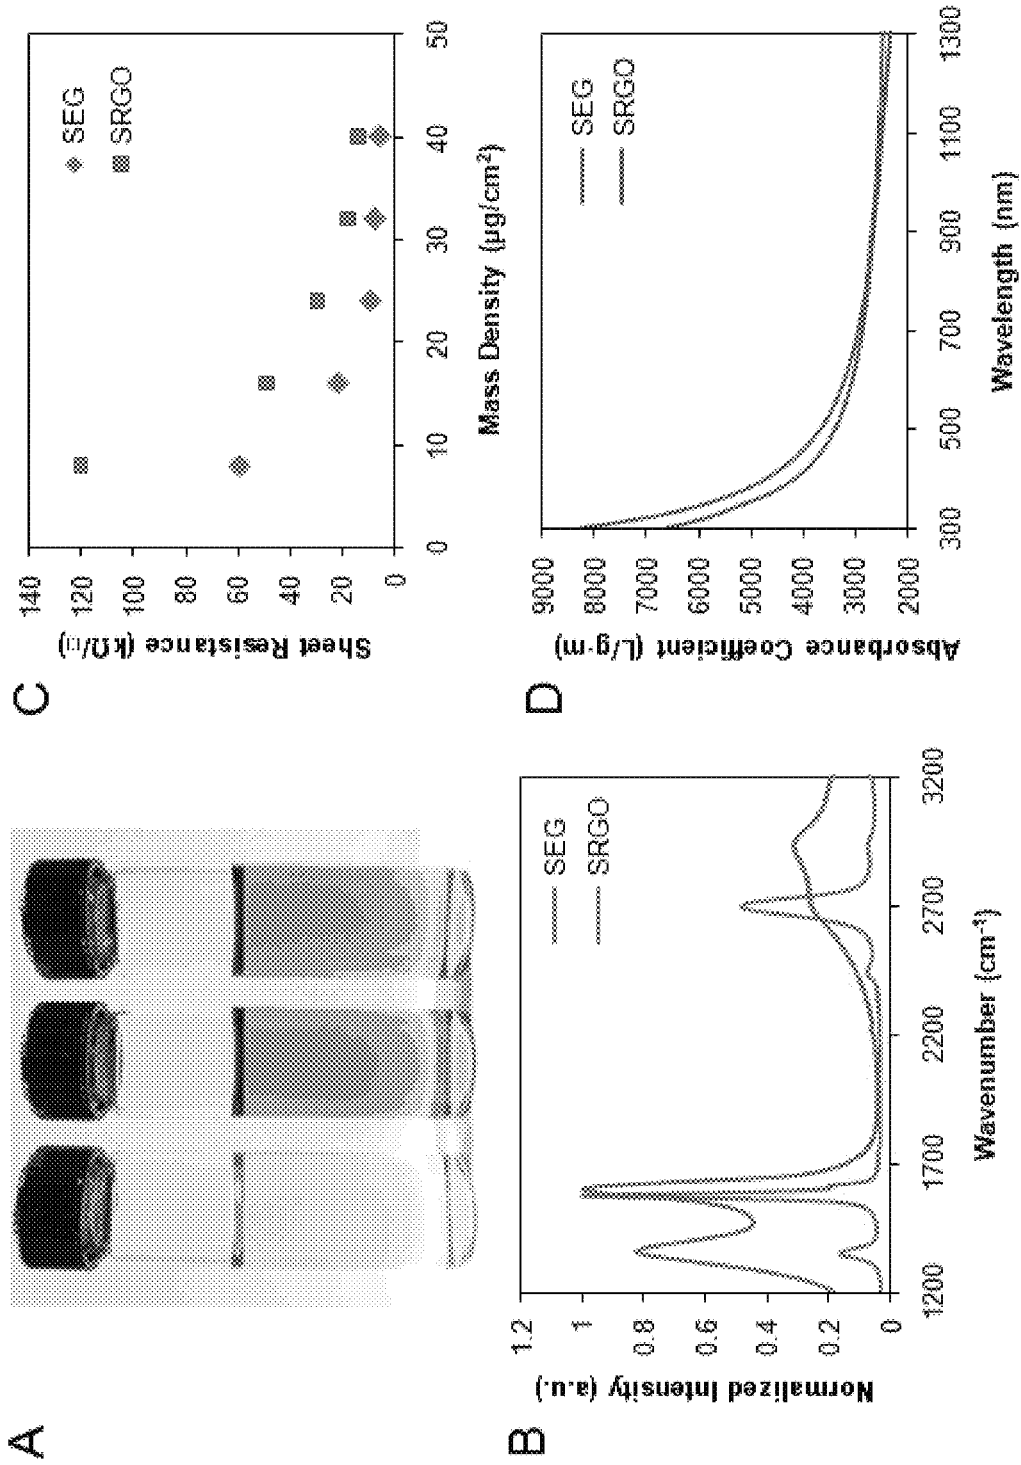 A
B
1.2
1
0.8
0.6
0.4
0.2
0
Normalized Intensity (a.u.)
1200
1700
2200
2700
3200
Wavenumber (cm⁻¹)
SEG
SRGO
C
140
120
100
80
60
40
20
0
Sheet Resistance (kΩ/□)
0
10
20
30
40
50
Mass Density (µg/cm²)
SEG
SRGO
D
9000
8000
7000
6000
5000
4000
3000
2000
Absorbance Coefficient (L/g·m)
300
500
700
900
1100
1300
Wavelength (nm)
SEG
SRGO